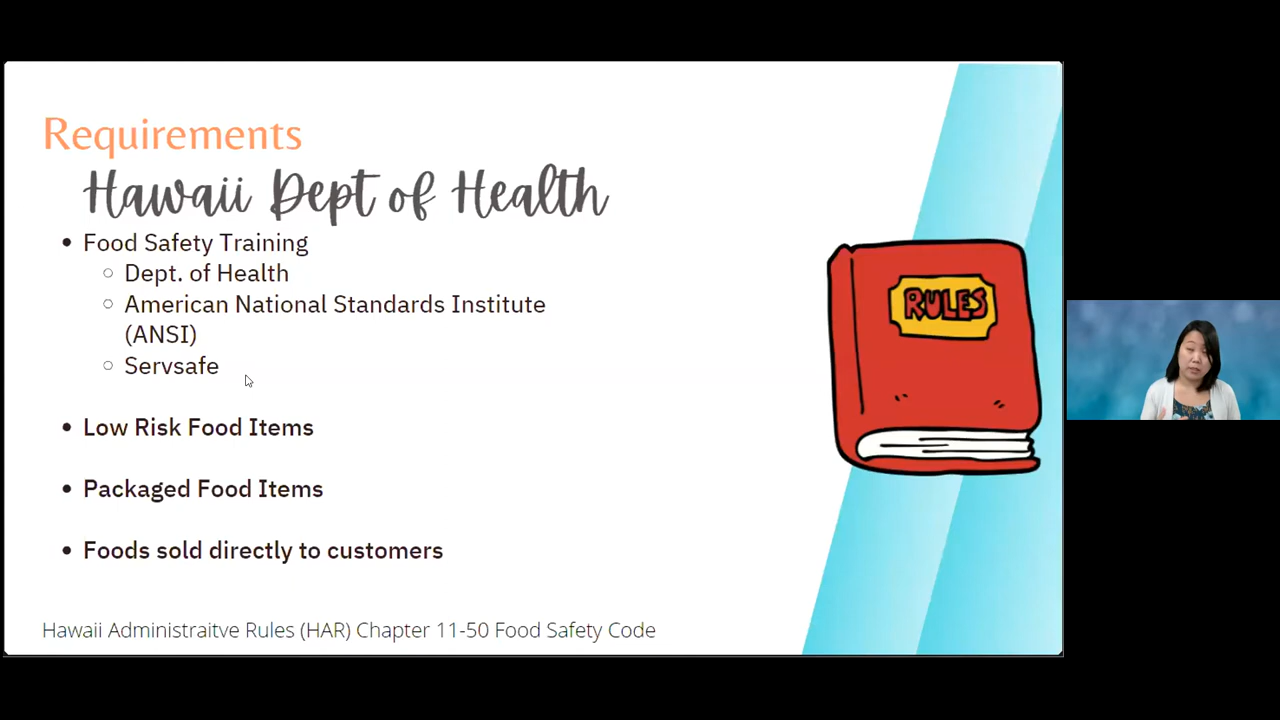 Requirements
Hawaii Dept of Health
• Food Safety Training
○ Dept. of Health
○ American National Standards Institute
(ANSI)
○ Servsafe
• Low Risk Food Items
• Packaged Food Items
• Foods sold directly to customers
Hawaii Administraitve Rules (HAR) Chapter 11-50 Food Safety Code
RULES